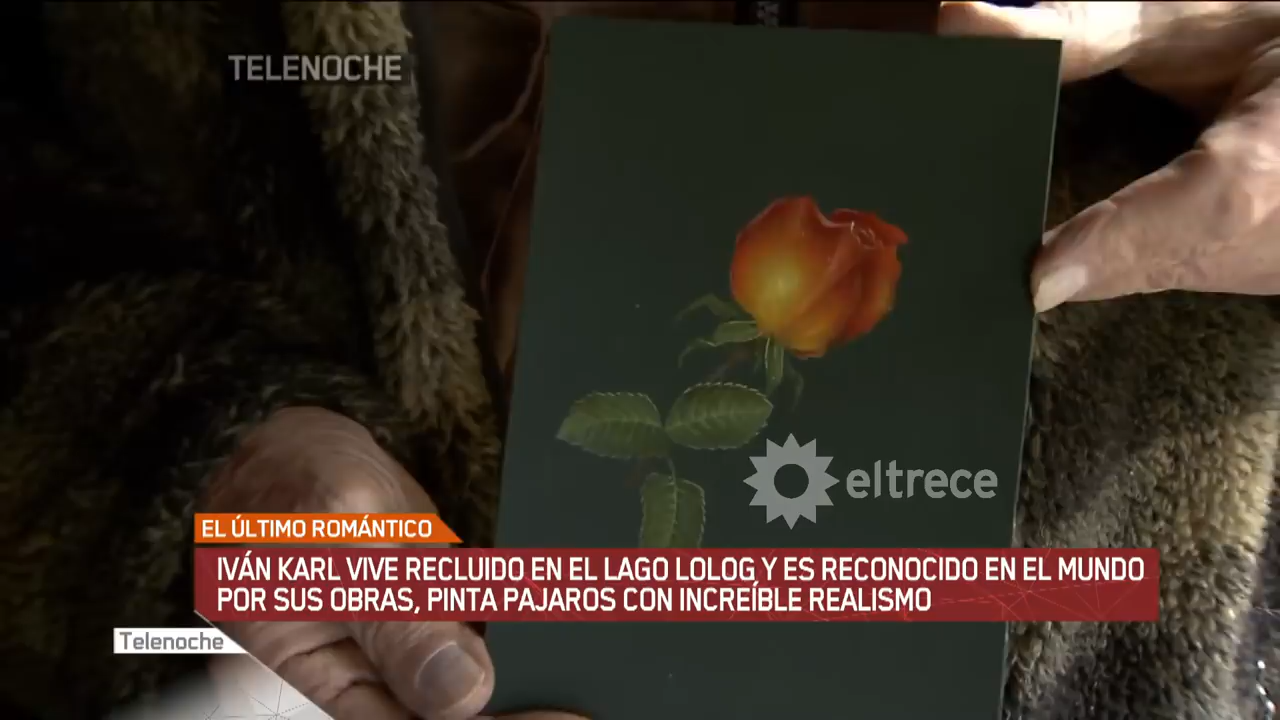 TELENOCHE
eltrece
EL ÚLTIMO ROMÁNTICO
IVÁN KARL VIVE RECLUIDO EN EL LAGO LOLOG Y ES RECONOCIDO EN EL MUNDO
POR SUS OBRAS, PINTA PAJAROS CON INCREÍBLE REALISMO
Telenoche